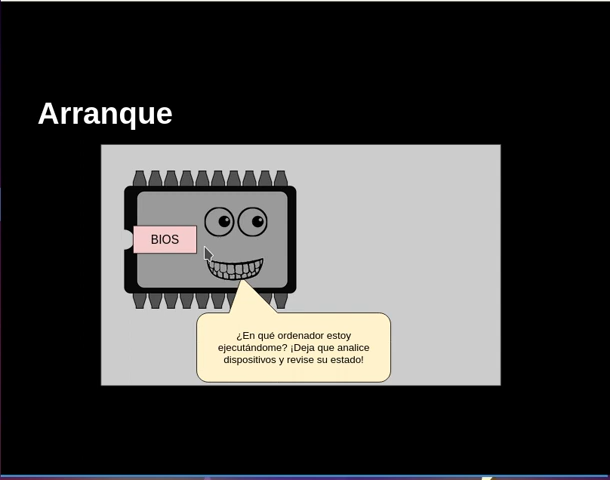 Arranque
BIOS
¿En qué ordenador estoy
ejecutándome? ¡Deja que analice
dispositivos y revise su estado!